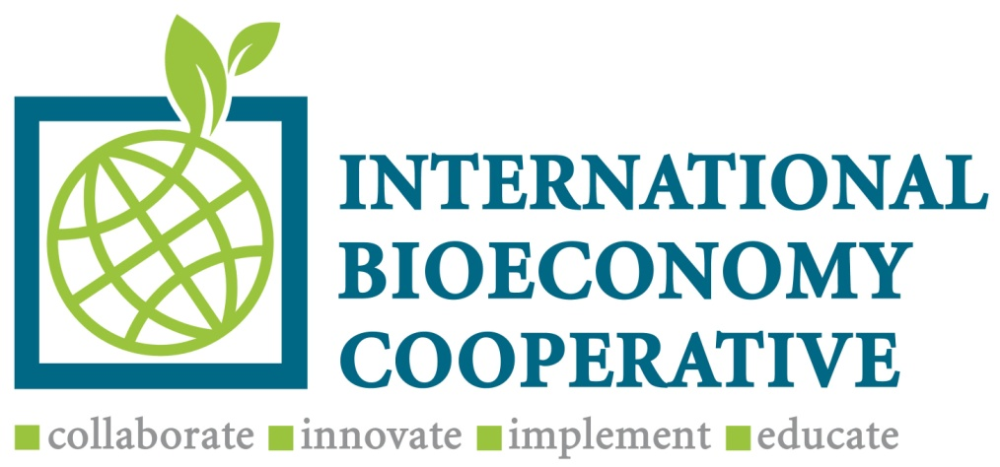 INTERNATIONAL
BIOECONOMY
COOPERATIVE
collaborate innovate implement educate